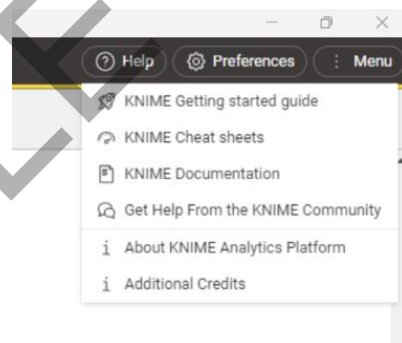 Help Preferences Menu
KNIME Getting started guide
KNIME Cheat sheets
KNIME Documentation
Get Help From the KNIME Community
About KNIME Analytics Platform
Additional Credits